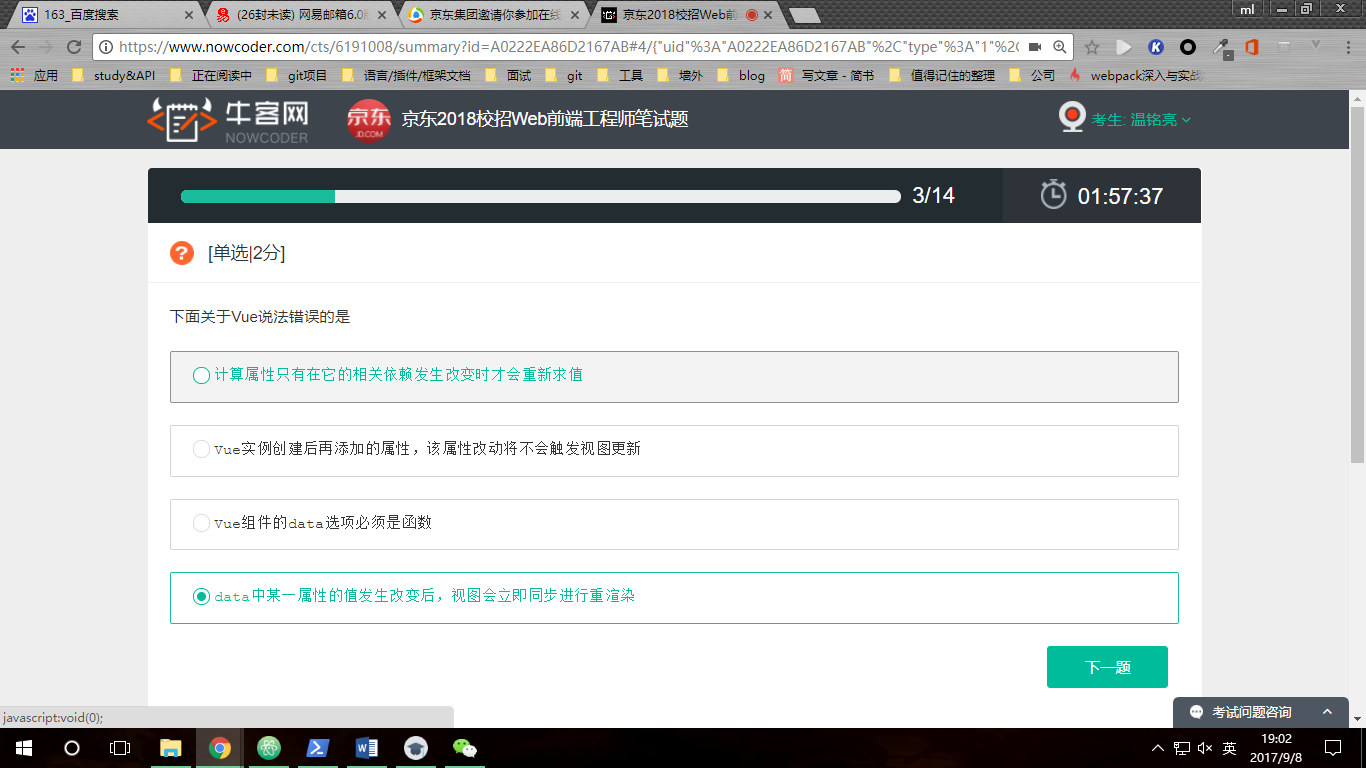 163_百度搜索
(26封未读) 网易邮箱6.0
京东集团邀请你参加在线
京东2018校招Web前
ml
https://www.nowcoder.com/cts/6191008/summary?id=A0222EA86D2167AB#4/{"uid"%3A"A0222EA86D2167AB"%2C"type"%3A"1"%2C
应用
study&API
正在阅读中
git项目
语言/插件/框架文档
面试
git
工具
墙外
blog
简 写文章 - 简书
值得记住的整理
公司
webpack深入与实战
牛客网
NOWCODER
京东
JD.COM
京东2018校招Web前端工程师笔试题
考生: 温铭亮
3/14
01:57:37
? [单选|2分]
下面关于Vue说法错误的是
计算属性只有在它的相关依赖发生改变时才会重新求值
Vue实例创建后再添加的属性，该属性改动将不会触发视图更新
Vue组件的data选项必须是函数
data中某一属性的值发生改变后，视图会立即同步进行重渲染
下一题
javascript:void(0);
考试问题咨询
英
19:02
2017/9/8